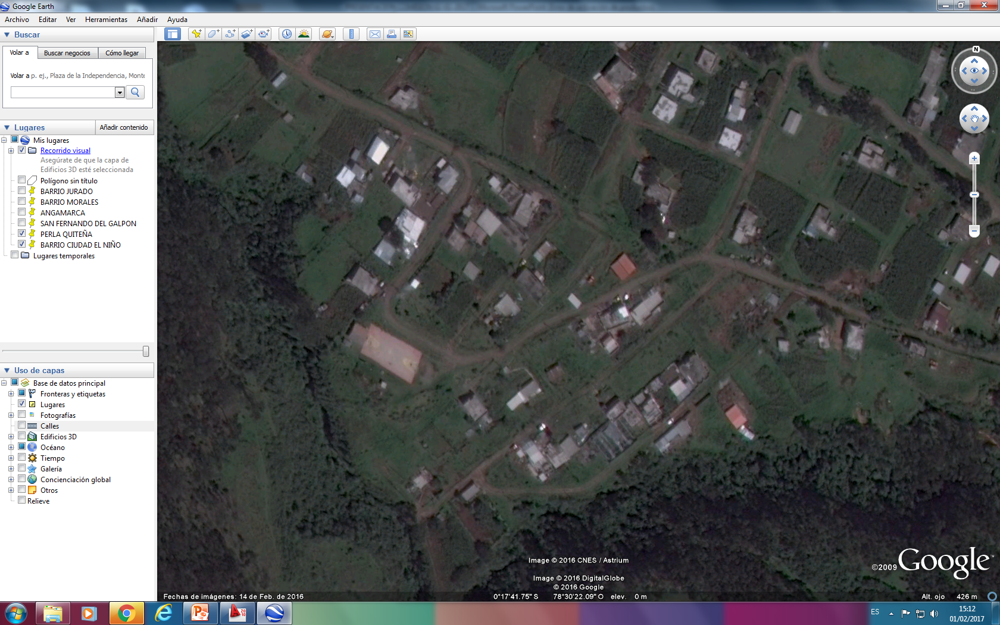 Google Earth
Archivo Editar Ver Herramientas Añadir Ayuda
Buscar
Volar a Buscar negocios Cómo llegar
Volar a p. ej., Plaza de la Independencia, Monte
Lugares Añadir contenido
Mis lugares
Recorrido visual
Asegúrate de que la capa de
Edificios 3D esté seleccionada
Polígono sin título
BARRIO JURADO
BARRIO MORALES
ANGAMARCA
SAN FERNANDO DEL GALPON
PERLA QUITEÑA
BARRIO CIUDAD EL NIÑO
Lugares temporales
Uso de capas
Base de datos principal
Fronteras y etiquetas
Lugares
Fotografías
Calles
Edificios 3D
Océano
Tiempo
Galería
Concienciación global
Otros
Relieve
N
Image © 2016 CNES / Astrium
Image © 2016 DigitalGlobe
© 2016 Google
©2009 Google™
Fechas de imágenes: 14 de Feb. de 2016 0°17'41.75" S 78°30'22.09" O elev. 0 m Alt. ojo 426 m
ES 15:12
01/02/2017